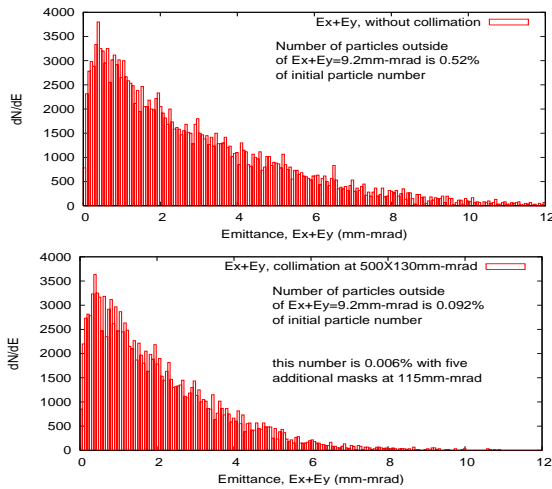 Ex+Ey, without collimation
Number of particles outside
of Ex+Ey=9.2mm-mrad is 0.52%
of initial particle number
dN/dE
4000
3500
3000
2500
2000
1500
1000
500
0
0 2 4 6 8 10 12
Emittance, Ex+Ey (mm-mrad)
Ex+Ey, collimation at 500X130mm-mrad
Number of particles outside
of Ex+Ey=9.2mm-mrad is 0.092%
of initial particle number
this number is 0.006% with five
additional masks at 115mm-mrad
dN/dE
4000
3500
3000
2500
2000
1500
1000
500
0
0 2 4 6 8 10 12
Emittance, Ex+Ey (mm-mrad)